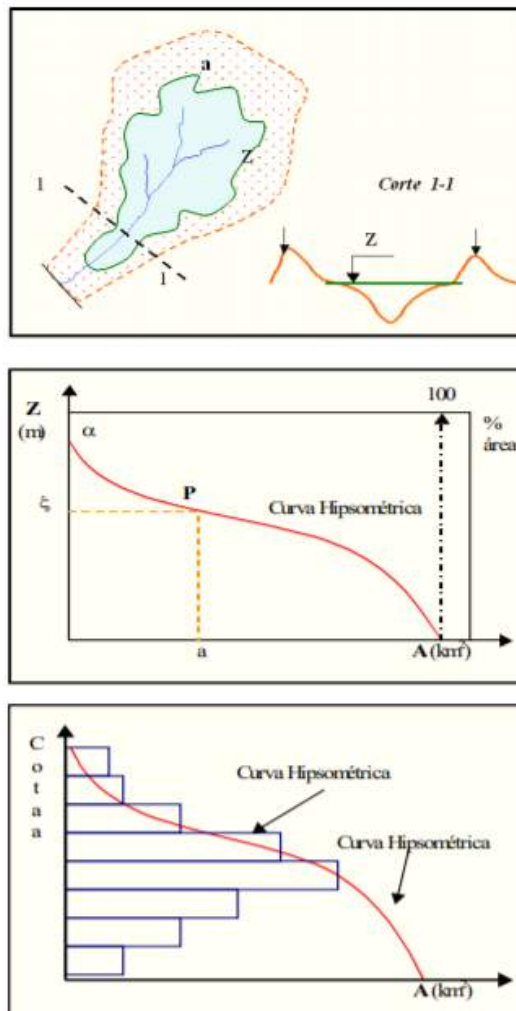 a
Z
1
1
Corte 1-1
Z
100
Z
(m)
α
%
área
P
Curva Hipsométrica
ξ
a
A (km²)
C
o
t
a
a
Curva Hipsométrica
Curva Hipsométrica
A (km²)